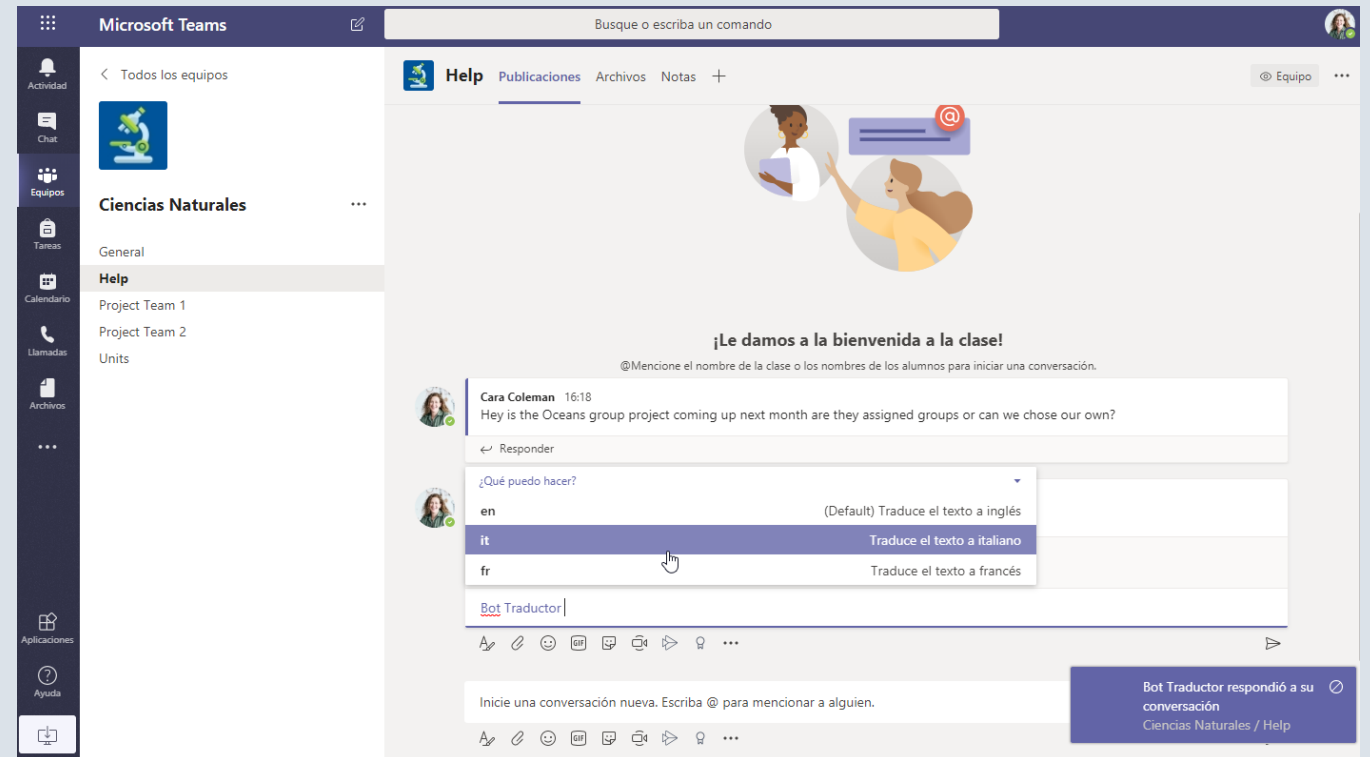 Microsoft Teams
Busque o escriba un comando
Actividad
Chat
Equipos
Tareas
Calendario
Llamadas
Archivos
Aplicaciones
Ayuda
Todos los equipos
Ciencias Naturales
General
Help
Project Team 1
Project Team 2
Units
Help Publicaciones Archivos Notas
Equipo
@
¡Le damos a la bienvenida a la clase!
@Mencione el nombre de la clase o los nombres de los alumnos para iniciar una conversación.
Cara Coleman 16:18
Hey is the Oceans group project coming up next month are they assigned groups or can we chose our own?
Responder
¿Qué puedo hacer?
en (Default) Traduce el texto a inglés
it Traduce el texto a italiano
fr Traduce el texto a francés
Bot Traductor
GIF
Inicie una conversación nueva. Escriba @ para mencionar a alguien.
GIF
Bot Traductor respondió a su
conversación
Ciencias Naturales / Help